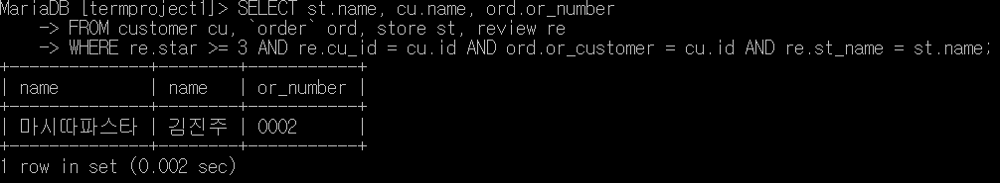 MariaDB [termproject1]> SELECT st.name, cu.name, ord.or_number
-> FROM customer cu, `order` ord, store st, review re
-> WHERE re.star >= 3 AND re.cu_id = cu.id AND ord.or_customer = cu.id AND re.st_name = st.name;
+--------------+--------+-----------+
| name | name | or_number |
+--------------+--------+-----------+
| 마시따파스타 | 김진주 | 0002 |
+--------------+--------+-----------+
1 row in set (0.002 sec)